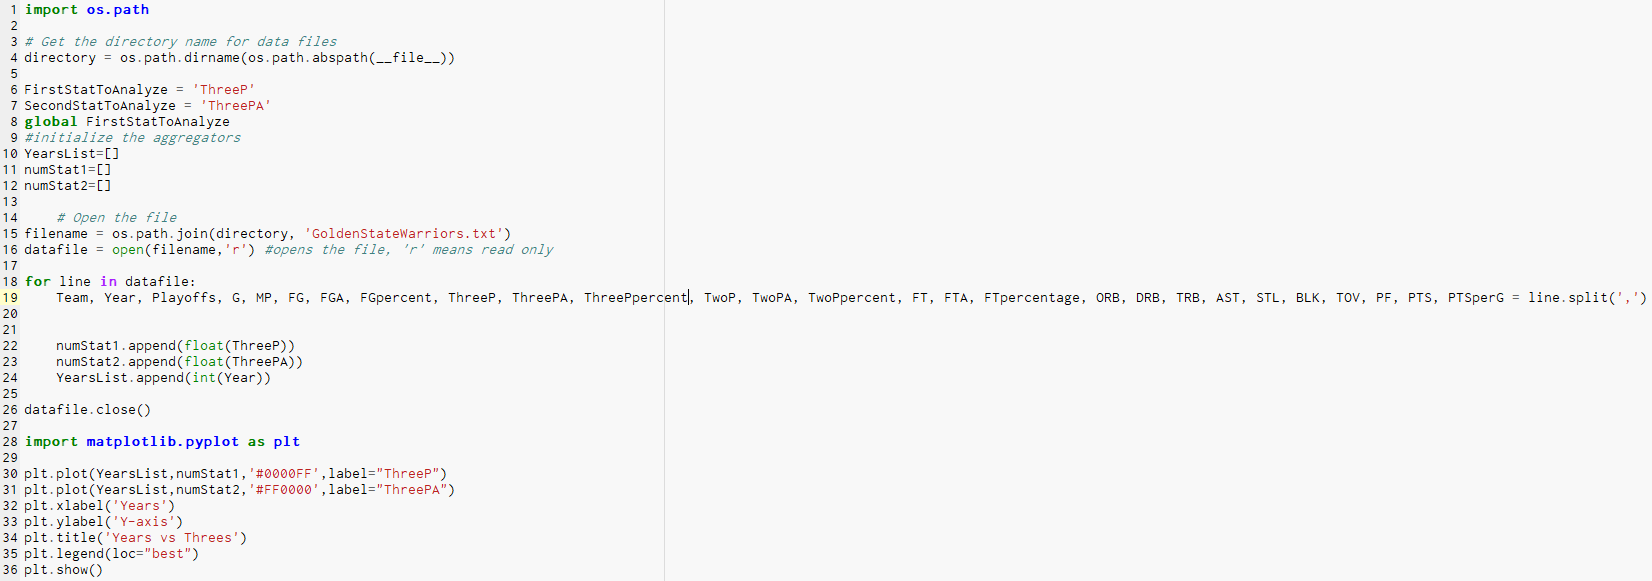 1 import os.path
2
3 # Get the directory name for data files
4 directory = os.path.dirname(os.path.abspath(__file__))
5
6 FirstStatToAnalyze = 'ThreeP'
7 SecondStatToAnalyze = 'ThreePA'
8 global FirstStatToAnalyze
9 #initialize the aggregators
10 YearsList=[]
11 numStat1=[]
12 numStat2=[]
13
14     # Open the file
15 filename = os.path.join(directory, 'GoldenStateWarriors.txt')
16 datafile = open(filename,'r') #opens the file, 'r' means read only
17
18 for line in datafile:
19     Team, Year, Playoffs, G, MP, FG, FGA, FGpercent, ThreeP, ThreePA, ThreePpercent, TwoP, TwoPA, TwoPpercent, FT, FTA, FTpercentage, ORB, DRB, TRB, AST, STL, BLK, TOV, PF, PTS, PTSperG = line.split(',')
20
21
22     numStat1.append(float(ThreeP))
23     numStat2.append(float(ThreePA))
24     YearsList.append(int(Year))
25
26 datafile.close()
27
28 import matplotlib.pyplot as plt
29
30 plt.plot(YearsList,numStat1,'#0000FF',label="ThreeP")
31 plt.plot(YearsList,numStat2,'#FF0000',label="ThreePA")
32 plt.xlabel('Years')
33 plt.ylabel('Y-axis')
34 plt.title('Years vs Threes')
35 plt.legend(loc="best")
36 plt.show()